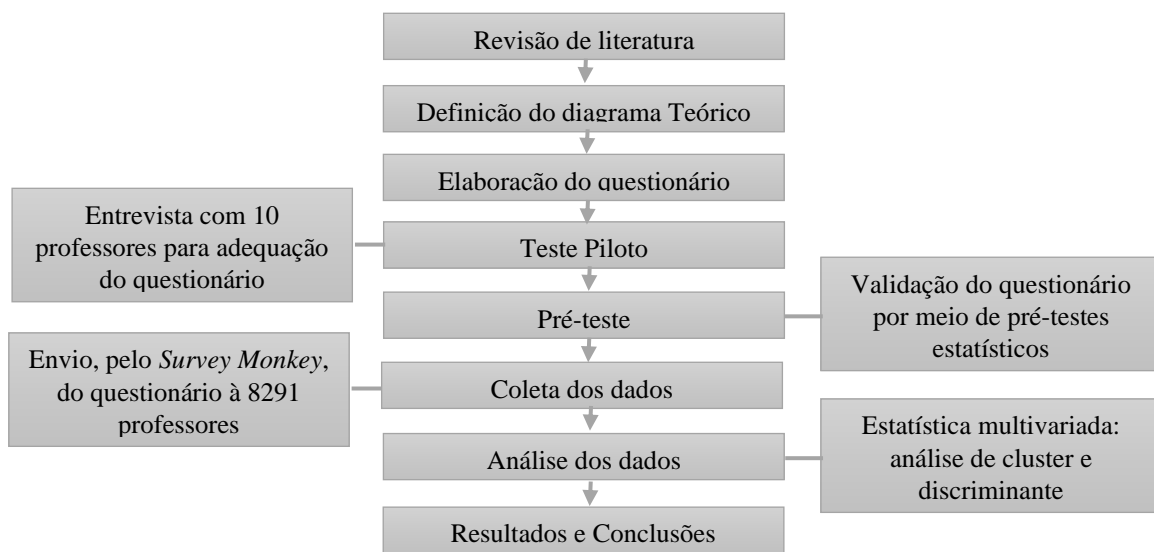 Revisão de literatura
Definição do diagrama Teórico
Elaboração do questionário
Entrevista com 10
professores para adequação
do questionário
Teste Piloto
Validação do questionário
por meio de pré-testes
estatísticos
Pré-teste
Envio, pelo Survey Monkey,
do questionário à 8291
professores
Coleta dos dados
Estatística multivariada:
análise de cluster e
discriminante
Análise dos dados
Resultados e Conclusões